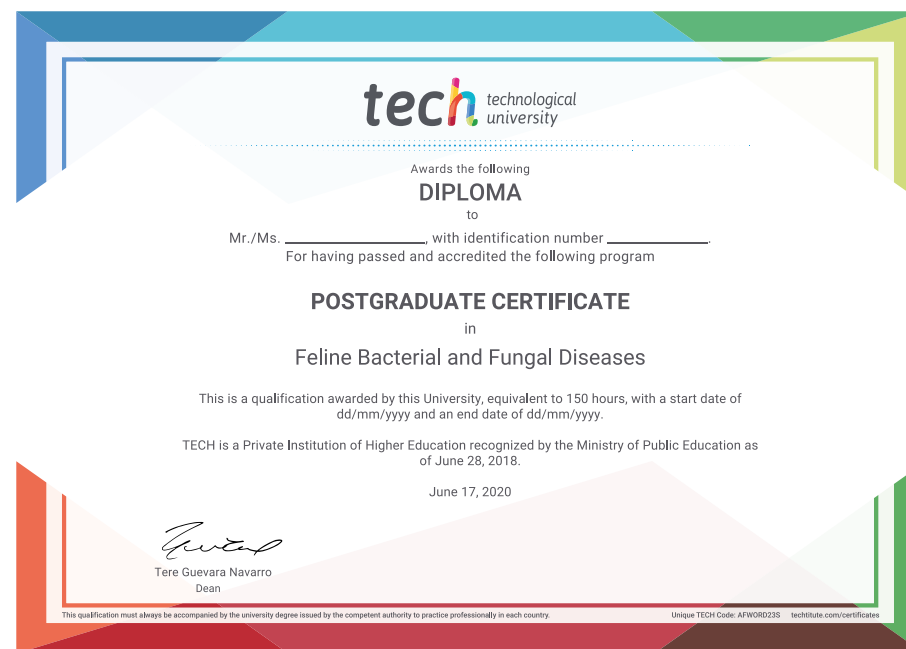 tech technological
university
Awards the following
DIPLOMA
to
Mr./Ms. ____________________, with identification number ______________.
For having passed and accredited the following program
POSTGRADUATE CERTIFICATE
in
Feline Bacterial and Fungal Diseases
This is a qualification awarded by this University, equivalent to 150 hours, with a start date of
dd/mm/yyyy and an end date of dd/mm/yyyy.
TECH is a Private Institution of Higher Education recognized by the Ministry of Public Education as
of June 28, 2018.
June 17, 2020
Tere Guevara Navarro
Dean
This qualification must always be accompanied by the university degree issued by the competent authority to practice professionally in each country. Unique TECH Code: AFWORD23S techtitute.com/certificates